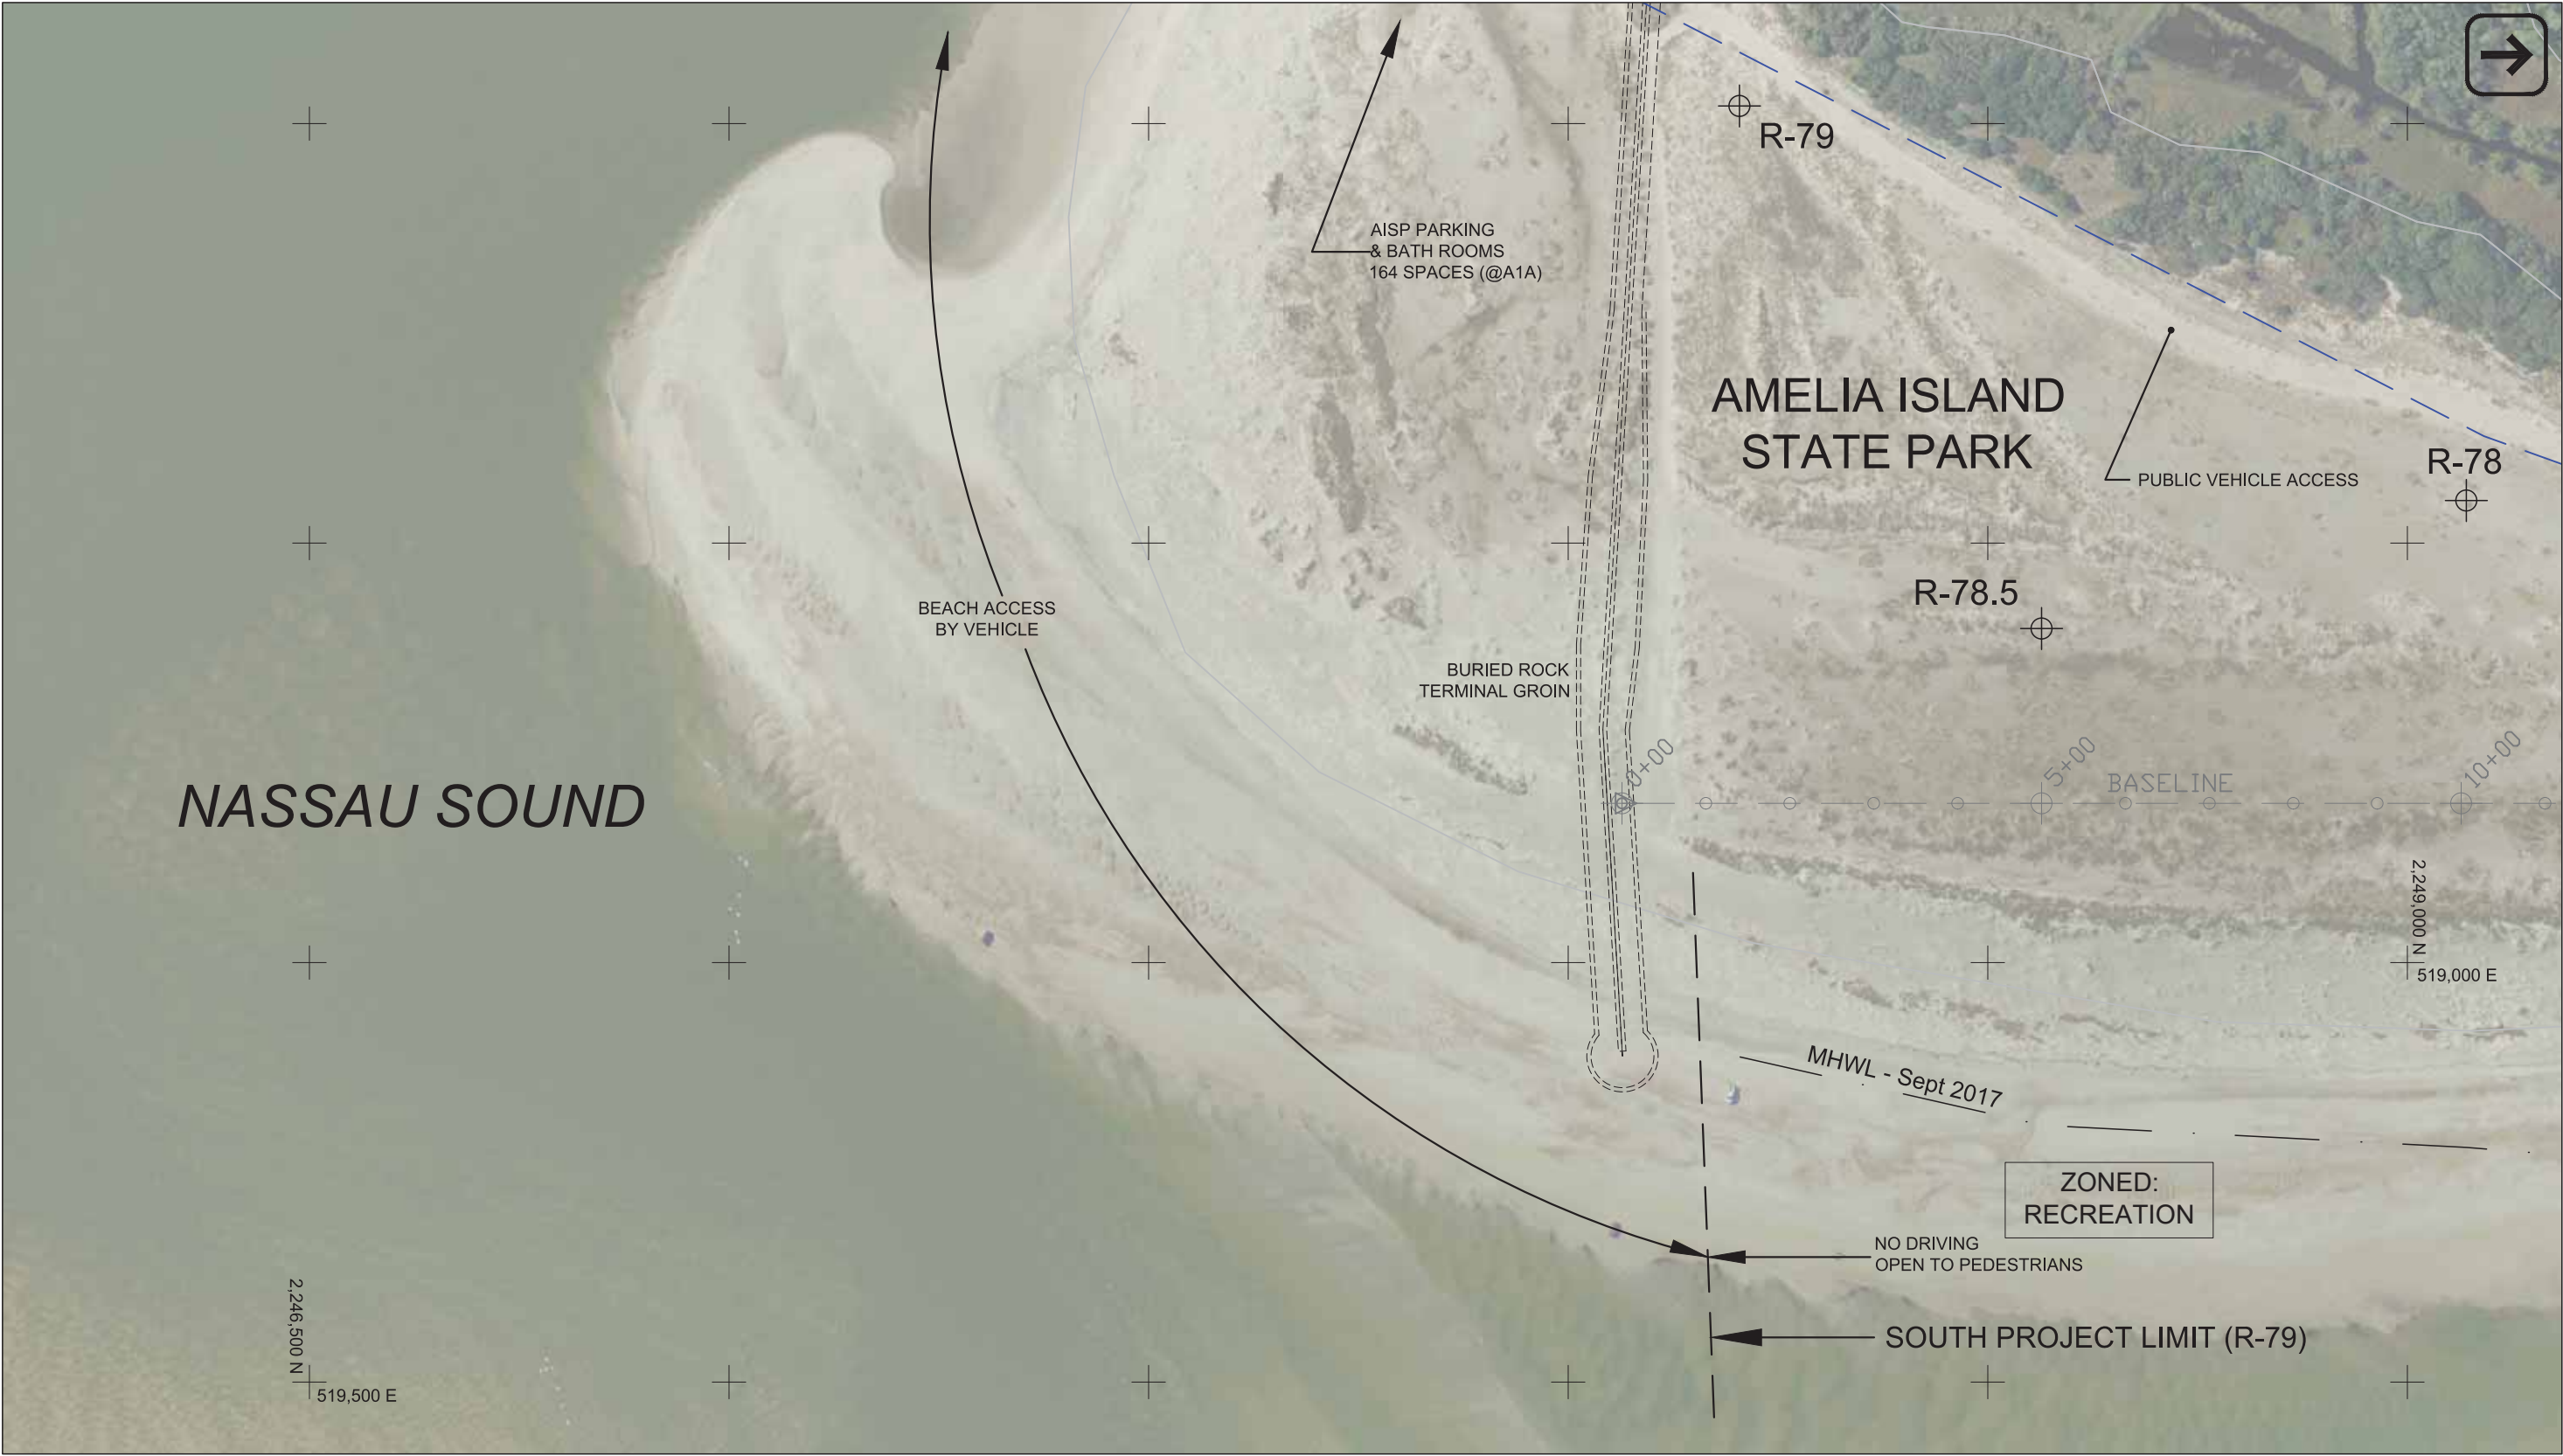 R-79
AISP PARKING
& BATH ROOMS
164 SPACES (@A1A)
AMELIA ISLAND
STATE PARK
R-78
PUBLIC VEHICLE ACCESS
R-78.5
BEACH ACCESS
BY VEHICLE
BURIED ROCK
TERMINAL GROIN
0+00
5+00
BASELINE
10+00
NASSAU SOUND
2,249,000 N
519,000 E
MHWL - Sept 2017
ZONED:
RECREATION
NO DRIVING
OPEN TO PEDESTRIANS
SOUTH PROJECT LIMIT (R-79)
2,246,500 N
519,500 E